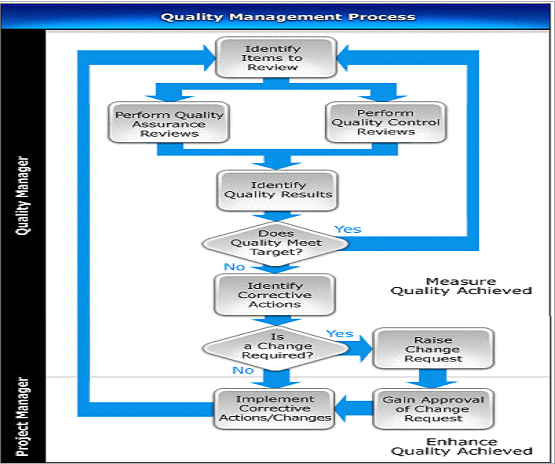 Quality Management Process
Quality Manager
Identify
Items to
Review
Perform Quality
Assurance
Reviews
Perform
Quality Control
Reviews
Identify
Quality Results
Does
Quality Meet
Target?
Yes
No
Identify
Corrective
Actions
Measure
Quality Achieved
Is
a Change
Required?
Yes
No
Raise
Change
Request
Project Manager
Implement
Corrective
Actions/Changes
Gain Approval
of Change
Request
Enhance
Quality Achieved